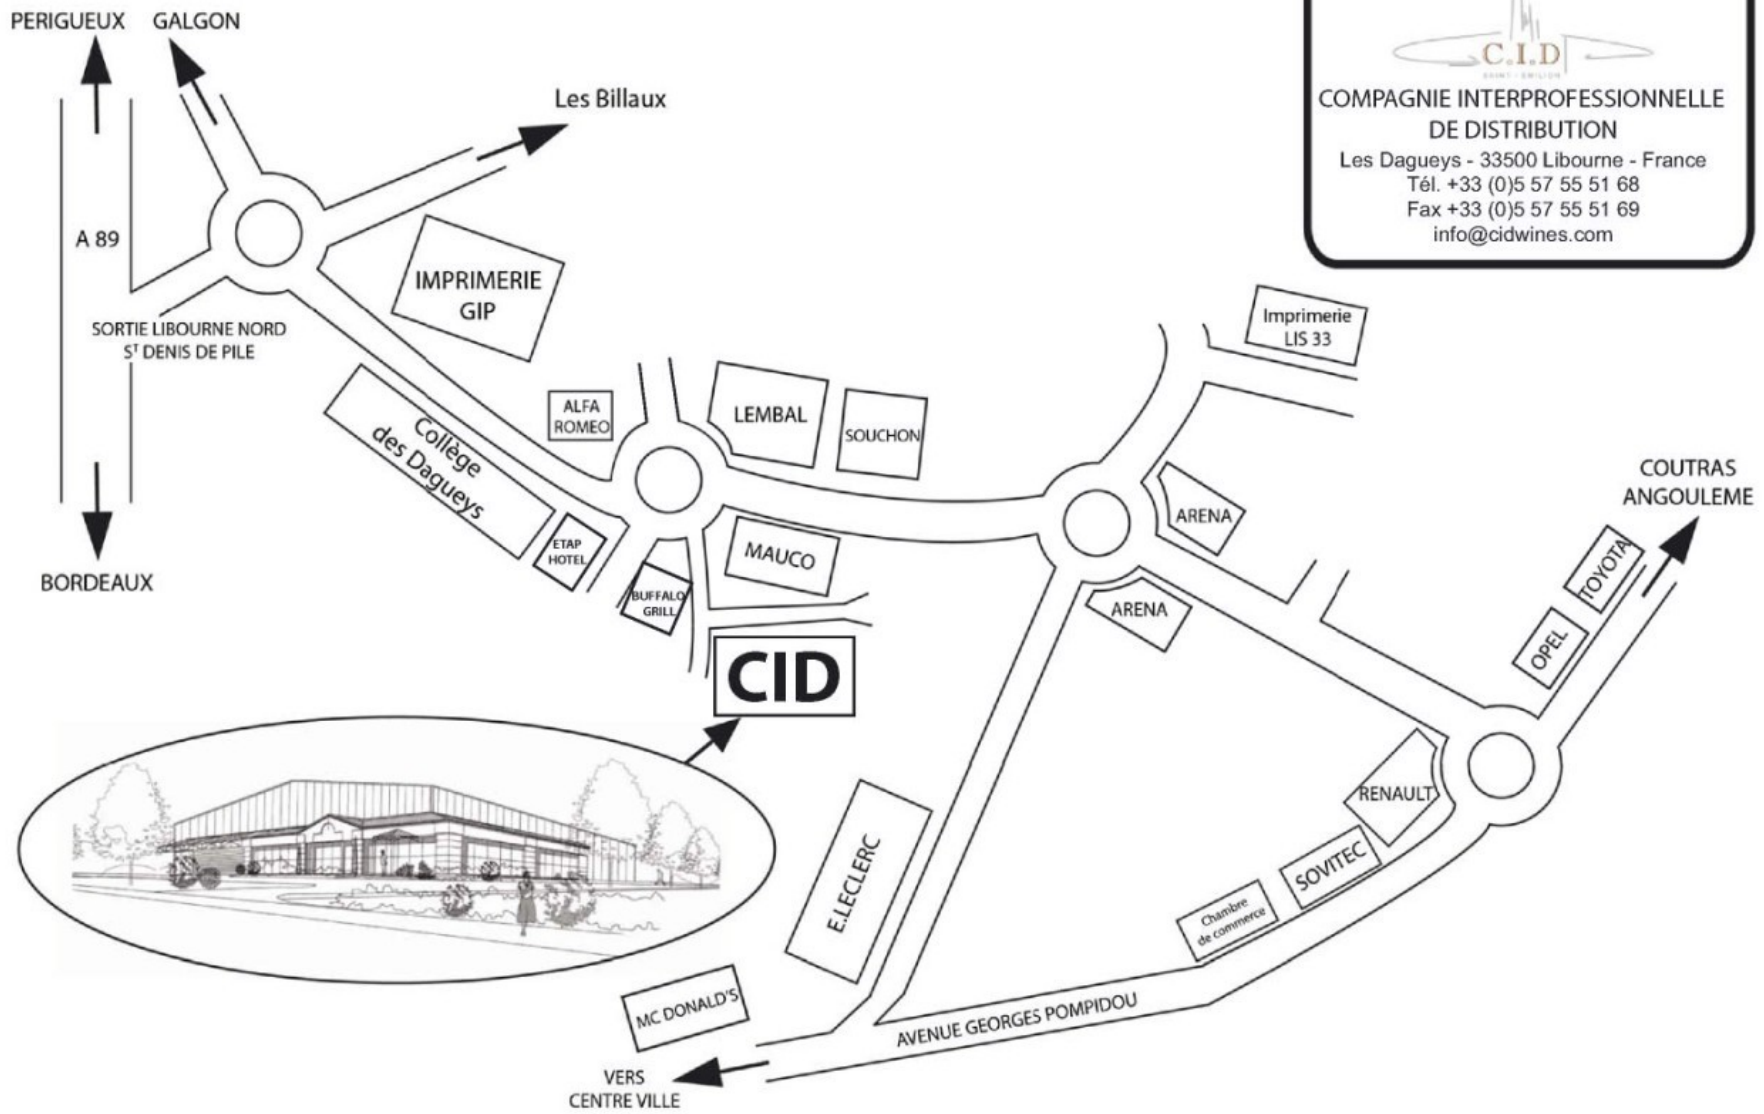 PERIGUEUX
GALGON
Les Billaux
A 89
SORTIE LIBOURNE NORD
Sᵀ DENIS DE PILE
BORDEAUX
C.I.D
SAINT - EMILION
COMPAGNIE INTERPROFESSIONNELLE
DE DISTRIBUTION
Les Dagueys - 33500 Libourne - France
Tél. +33 (0)5 57 55 51 68
Fax +33 (0)5 57 55 51 69
info@cidwines.com
IMPRIMERIE
GIP
Imprimerie
LIS 33
ALFA
ROMEO
LEMBAL
SOUCHON
Collège
des Dagueys
ETAP
HOTEL
BUFFALO
GRILL
MAUCO
CID
ARENA
ARENA
COUTRAS
ANGOULEME
TOYOTA
OPEL
RENAULT
SOVITEC
Chambre
de commerce
E.LECLERC
MC DONALD'S
AVENUE GEORGES POMPIDOU
VERS
CENTRE VILLE